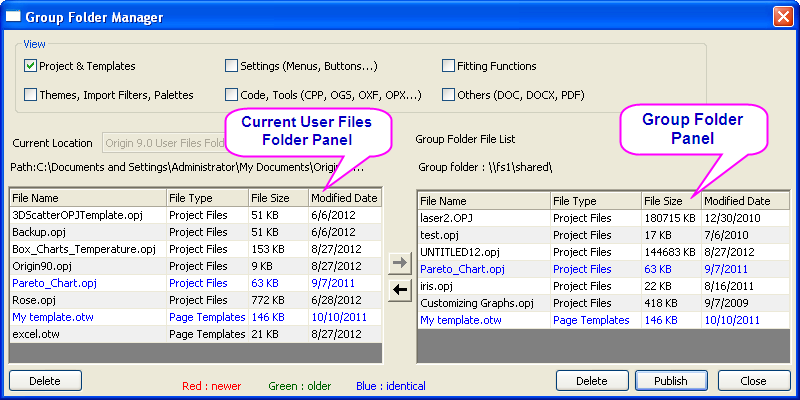 Group Folder Manager
View
Project & Templates
Settings (Menus, Buttons...)
Fitting Functions
Themes, Import Filters, Palettes
Code, Tools (CPP, OGS, OXF, OPX...)
Others (DOC, DOCX, PDF)
Current User Files
Folder Panel
Group Folder
Panel
Current Location
Origin 9.0 User Files Fold
Group Folder File List
Path:C:\Documents and Settings\Administrator\My Documents\Origin...
Group folder : \\fs1\shared\
File Name File Type File Size Modified Date
3DScatterOPJTemplate.opj Project Files 51 KB 6/6/2012
Backup.opj Project Files 51 KB 6/6/2012
Box_Charts_Temperature.opj Project Files 153 KB 8/27/2012
Origin90.opj Project Files 9 KB 8/27/2012
Pareto_Chart.opj Project Files 63 KB 9/7/2011
Rose.opj Project Files 772 KB 6/28/2012
My template.otw Page Templates 146 KB 10/10/2011
excel.otw Page Templates 21 KB 8/27/2012
File Name File Type File Size Modified Date
laser2.OPJ Project Files 180715 KB 12/30/2010
test.opj Project Files 17 KB 7/6/2010
UNTITLED12.opj Project Files 144683 KB 8/27/2012
Pareto_Chart.opj Project Files 63 KB 9/7/2011
iris.opj Project Files 22 KB 8/16/2011
Customizing Graphs.opj Project Files 418 KB 9/7/2009
My template.otw Page Templates 146 KB 10/10/2011
Delete
Red : newer
Green : older
Blue : identical
Delete
Publish
Close